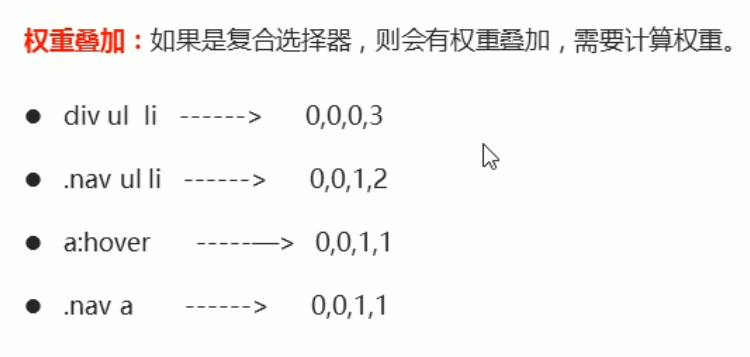 权重叠加：如果是复合选择器，则会有权重叠加，需要计算权重。
● div ul li ------> 0,0,0,3
● .nav ul li ------> 0,0,1,2
● a:hover -----—> 0,0,1,1
● .nav a ------> 0,0,1,1